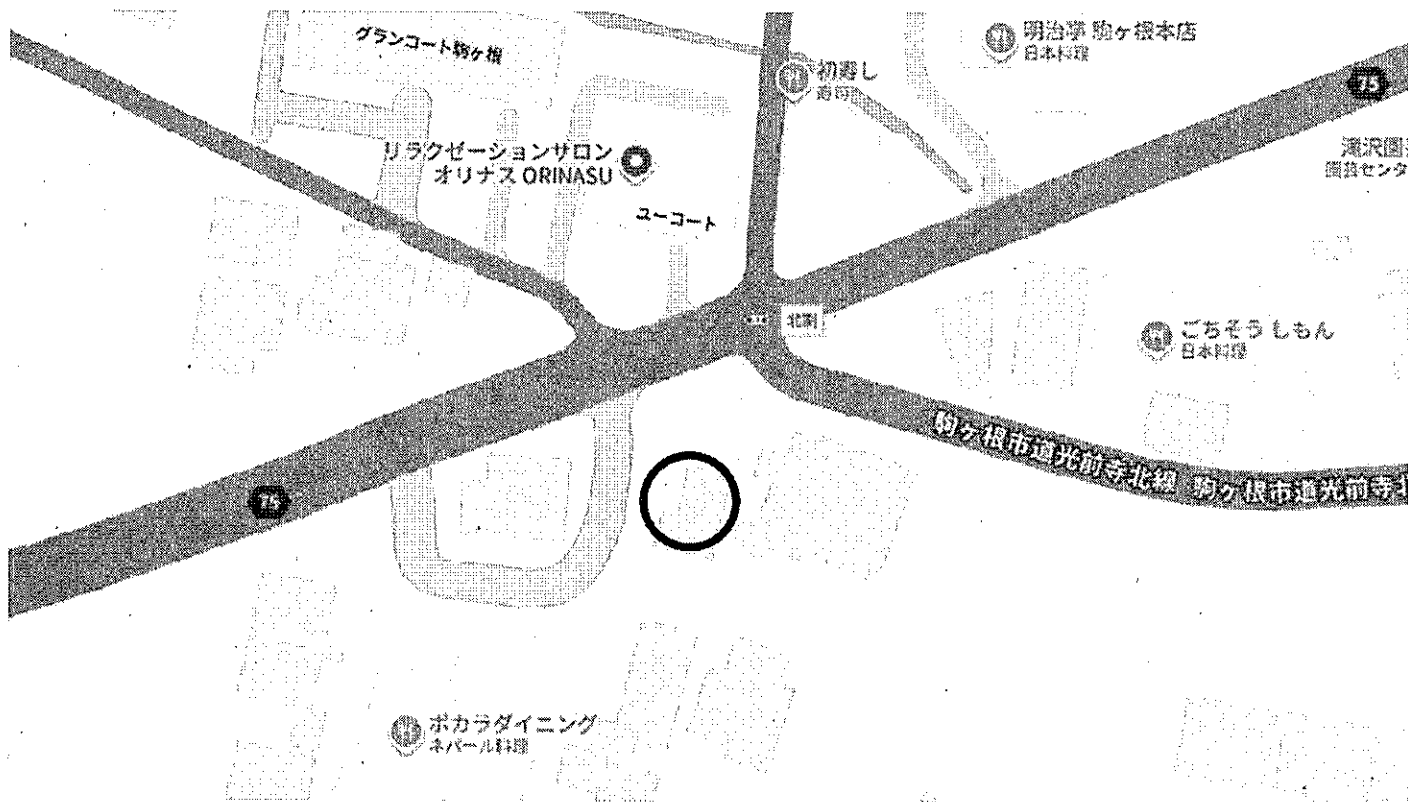 グランコート駒ヶ根
明治亭 駒ヶ根本店
日本料理
初寿し
寿司
75
リラクゼーションサロン
オリナス ORINASU
ユーコート
北割
ごちそう しもん
日本料理
駒ヶ根市道光前寺北線
駒ヶ根市道光前寺北
75
ポカラダイニング
ネパール料理